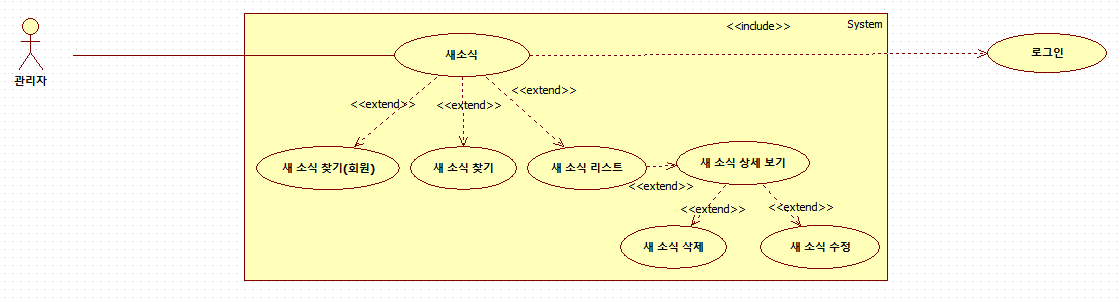 <<include>>
System
관리자
새소식
로그인
<<extend>>
<<extend>>
<<extend>>
새 소식 찾기(회원)
새 소식 찾기
새 소식 리스트
새 소식 상세 보기
<<extend>>
<<extend>>
<<extend>>
새 소식 삭제
새 소식 수정